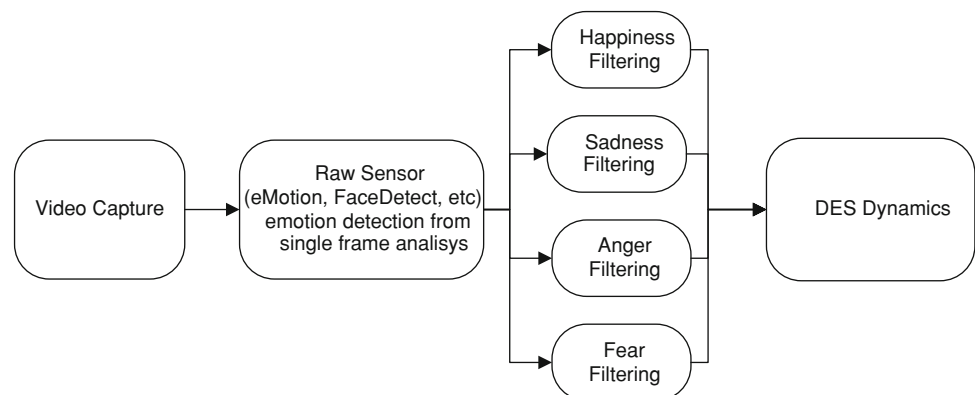 Video Capture
Raw Sensor
(eMotion, FaceDetect, etc)
emotion detection from
single frame analisys
Happiness
Filtering
Sadness
Filtering
Anger
Filtering
Fear
Filtering
DES Dynamics